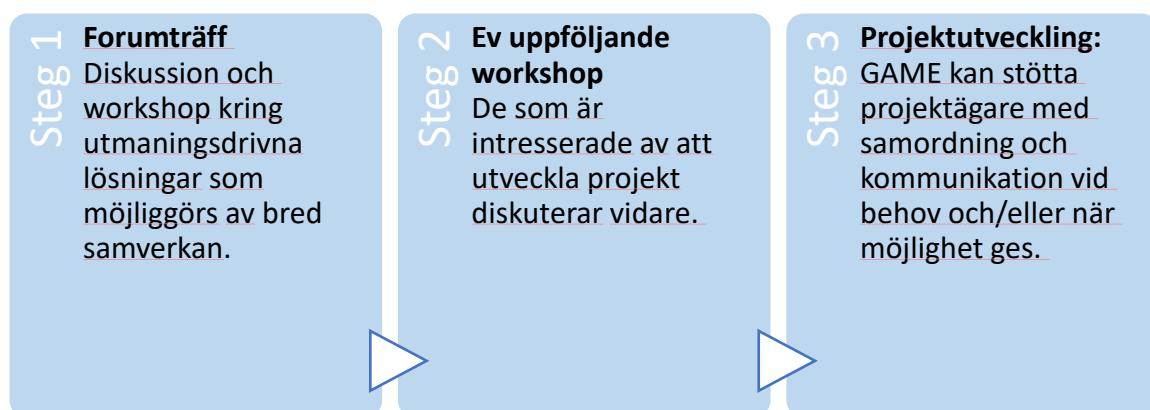 Steg 1
Forumträff
Diskussion och
workshop kring
utmaningsdrivna
lösningar som
möjliggörs av bred
samverkan.
Steg 2
Ev uppföljande
workshop
De som är
intresserade av att
utveckla projekt
diskuterar vidare.
Steg 3
Projektutveckling:
GAME kan stötta
projektägare med
samordning och
kommunikation vid
behov och/eller när
möjlighet ges.